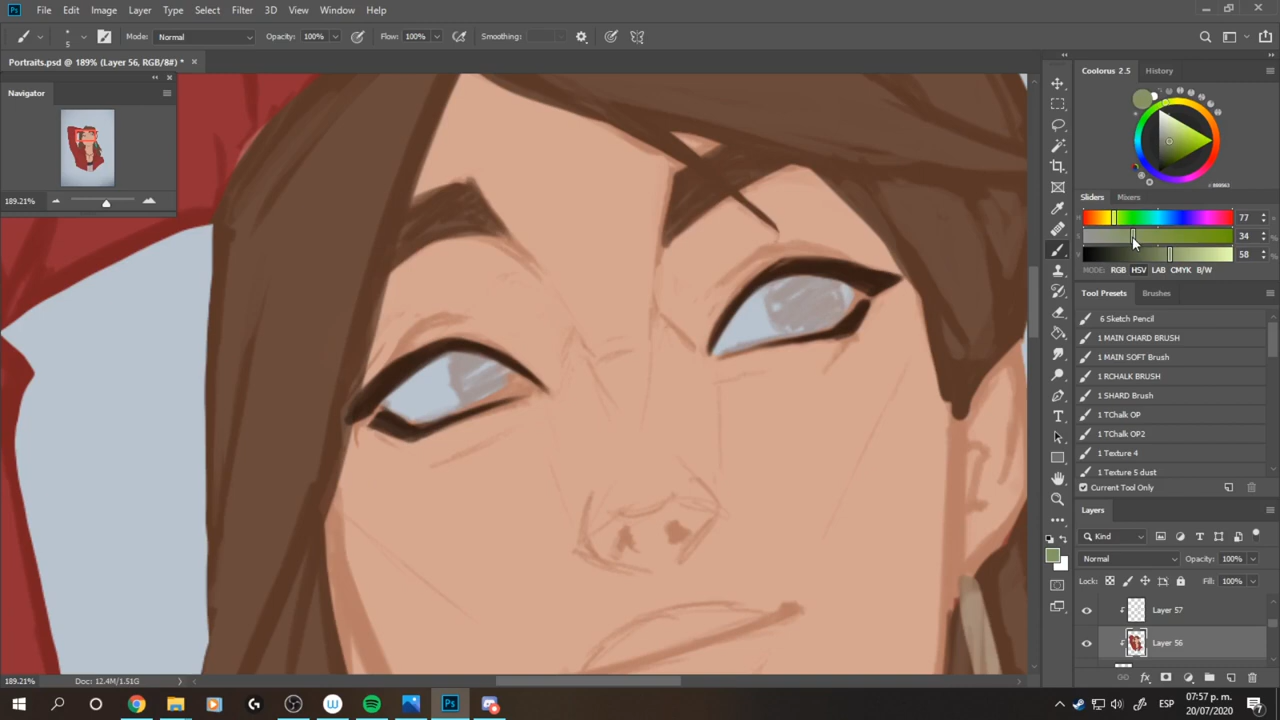 Ps File Edit Image Layer Type Select Filter 3D View Window Help
5 Mode: Normal Opacity: 100% Flow: 100% Smoothing:
Portraits.psd @ 189% (Layer 56, RGB/8#) * ×
Navigator
189.21%
Coolorus 2.5 History
Sliders Mixers
H 77
S 34 %
V 58 %
MODE: RGB HSV LAB CMYK B/W
Tool Presets Brushes
6 Sketch Pencil
1 MAIN CHARD BRUSH
1 MAIN SOFT Brush
1 RCHALK BRUSH
1 SHARD Brush
1 TChalk OP
1 TChalk OP2
1 Texture 4
1 Texture 5 dust
Current Tool Only
Layers
Kind
Normal Opacity: 100%
Lock: Fill: 100%
Layer 57
Layer 56
fx
189.21% Doc: 12.4M/1.51G
W Ps ESP 07:57 p. m.
20/07/2020 7